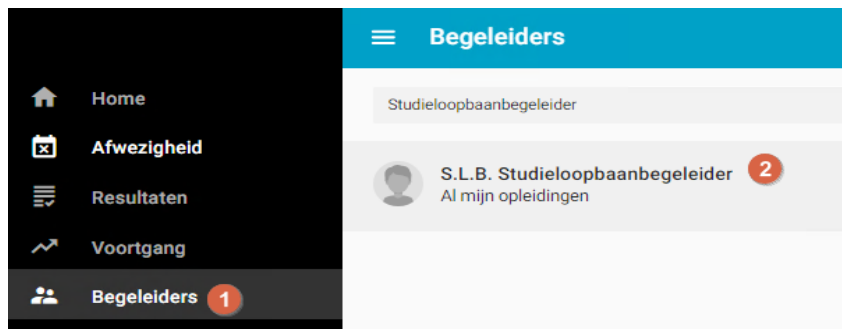 Home
Afwezigheid
Resultaten
Voortgang
Begeleiders 1
Begeleiders
Studieloopbaanbegeleider
S.L.B. Studieloopbaanbegeleider 2
Al mijn opleidingen